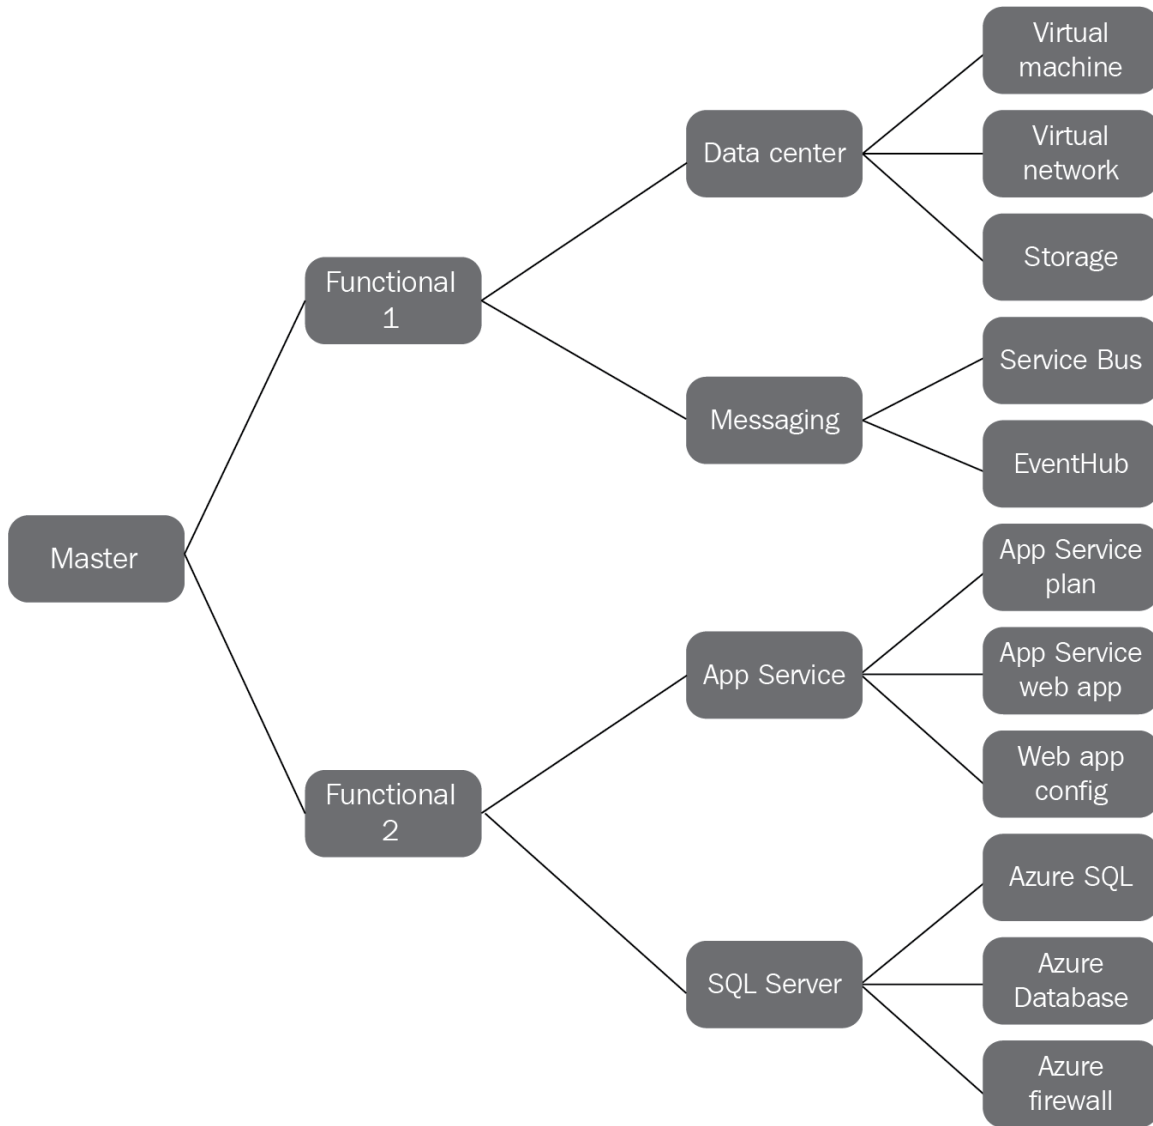 Virtual
machine
Data center
Virtual
network
Storage
Functional
1
Service Bus
Messaging
EventHub
Master
App Service
plan
App Service
App Service
web app
Web app
config
Functional
2
Azure SQL
SQL Server
Azure
Database
Azure
firewall